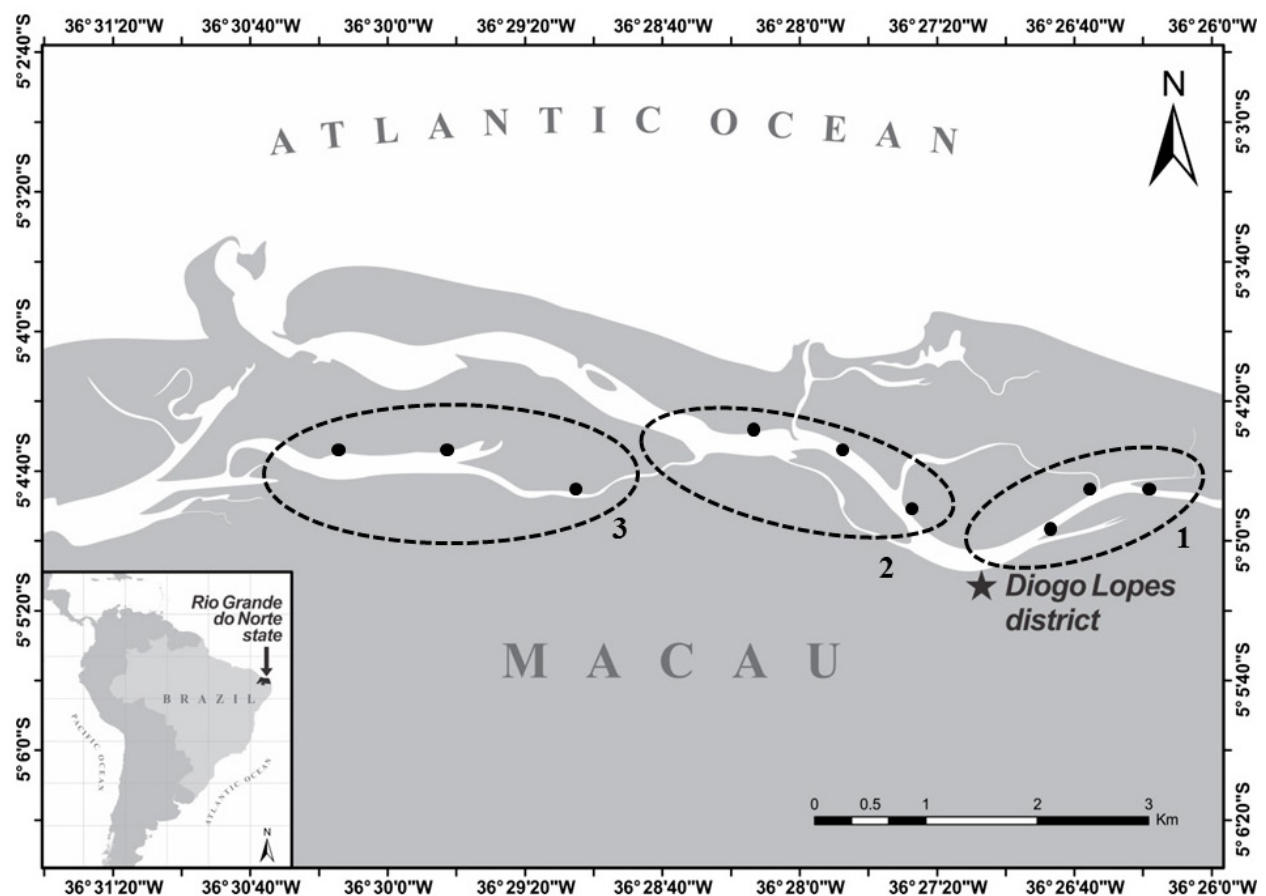 36°31'20"W 36°30'40"W 36°30'0"W 36°29'20"W 36°28'40"W 36°28'0"W 36°27'20"W 36°26'40"W 36°26'0"W
5°2'40"S
N
ATLANTIC OCEAN
5°3'0"S
5°3'20"S
5°3'40"S
5°4'0"S
5°4'20"S
5°4'40"S
3
2
1
5°5'0"S
Diogo Lopes
district
5°5'20"S
MACAU
5°5'40"S
5°6'0"S
5°6'20"S
Rio Grande
do Norte
state
BRAZIL
PACIFIC OCEAN
ATLANTIC OCEAN
N
0 0.5 1 2 3
Km
36°31'20"W 36°30'40"W 36°30'0"W 36°29'20"W 36°28'40"W 36°28'0"W 36°27'20"W 36°26'40"W 36°26'0"W